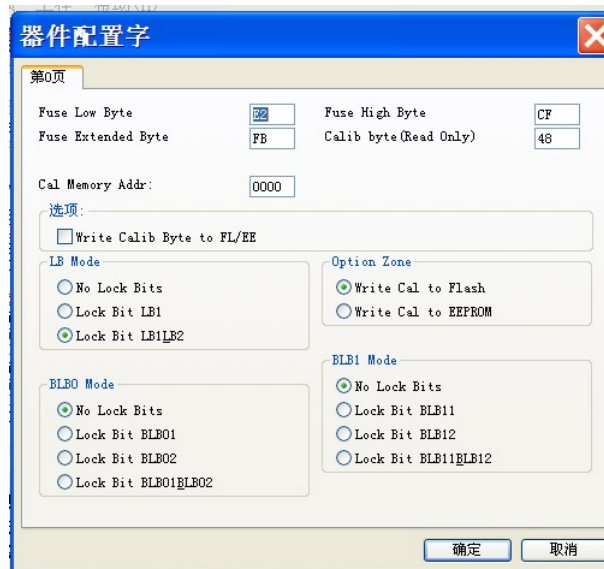 器件配置字
第0页
Fuse Low Byte E2 Fuse High Byte CF
Fuse Extended Byte FB Calib byte(Read Only) 48
Cal Memory Addr: 0000
选项:
Write Calib Byte to FL/EE
LB Mode
No Lock Bits
Lock Bit LB1
Lock Bit LB1LB2
Option Zone
Write Cal to Flash
Write Cal to EEPROM
BLB0 Mode
No Lock Bits
Lock Bit BLB01
Lock Bit BLB02
Lock Bit BLB01BLB02
BLB1 Mode
No Lock Bits
Lock Bit BLB11
Lock Bit BLB12
Lock Bit BLB11BLB12
确定 取消